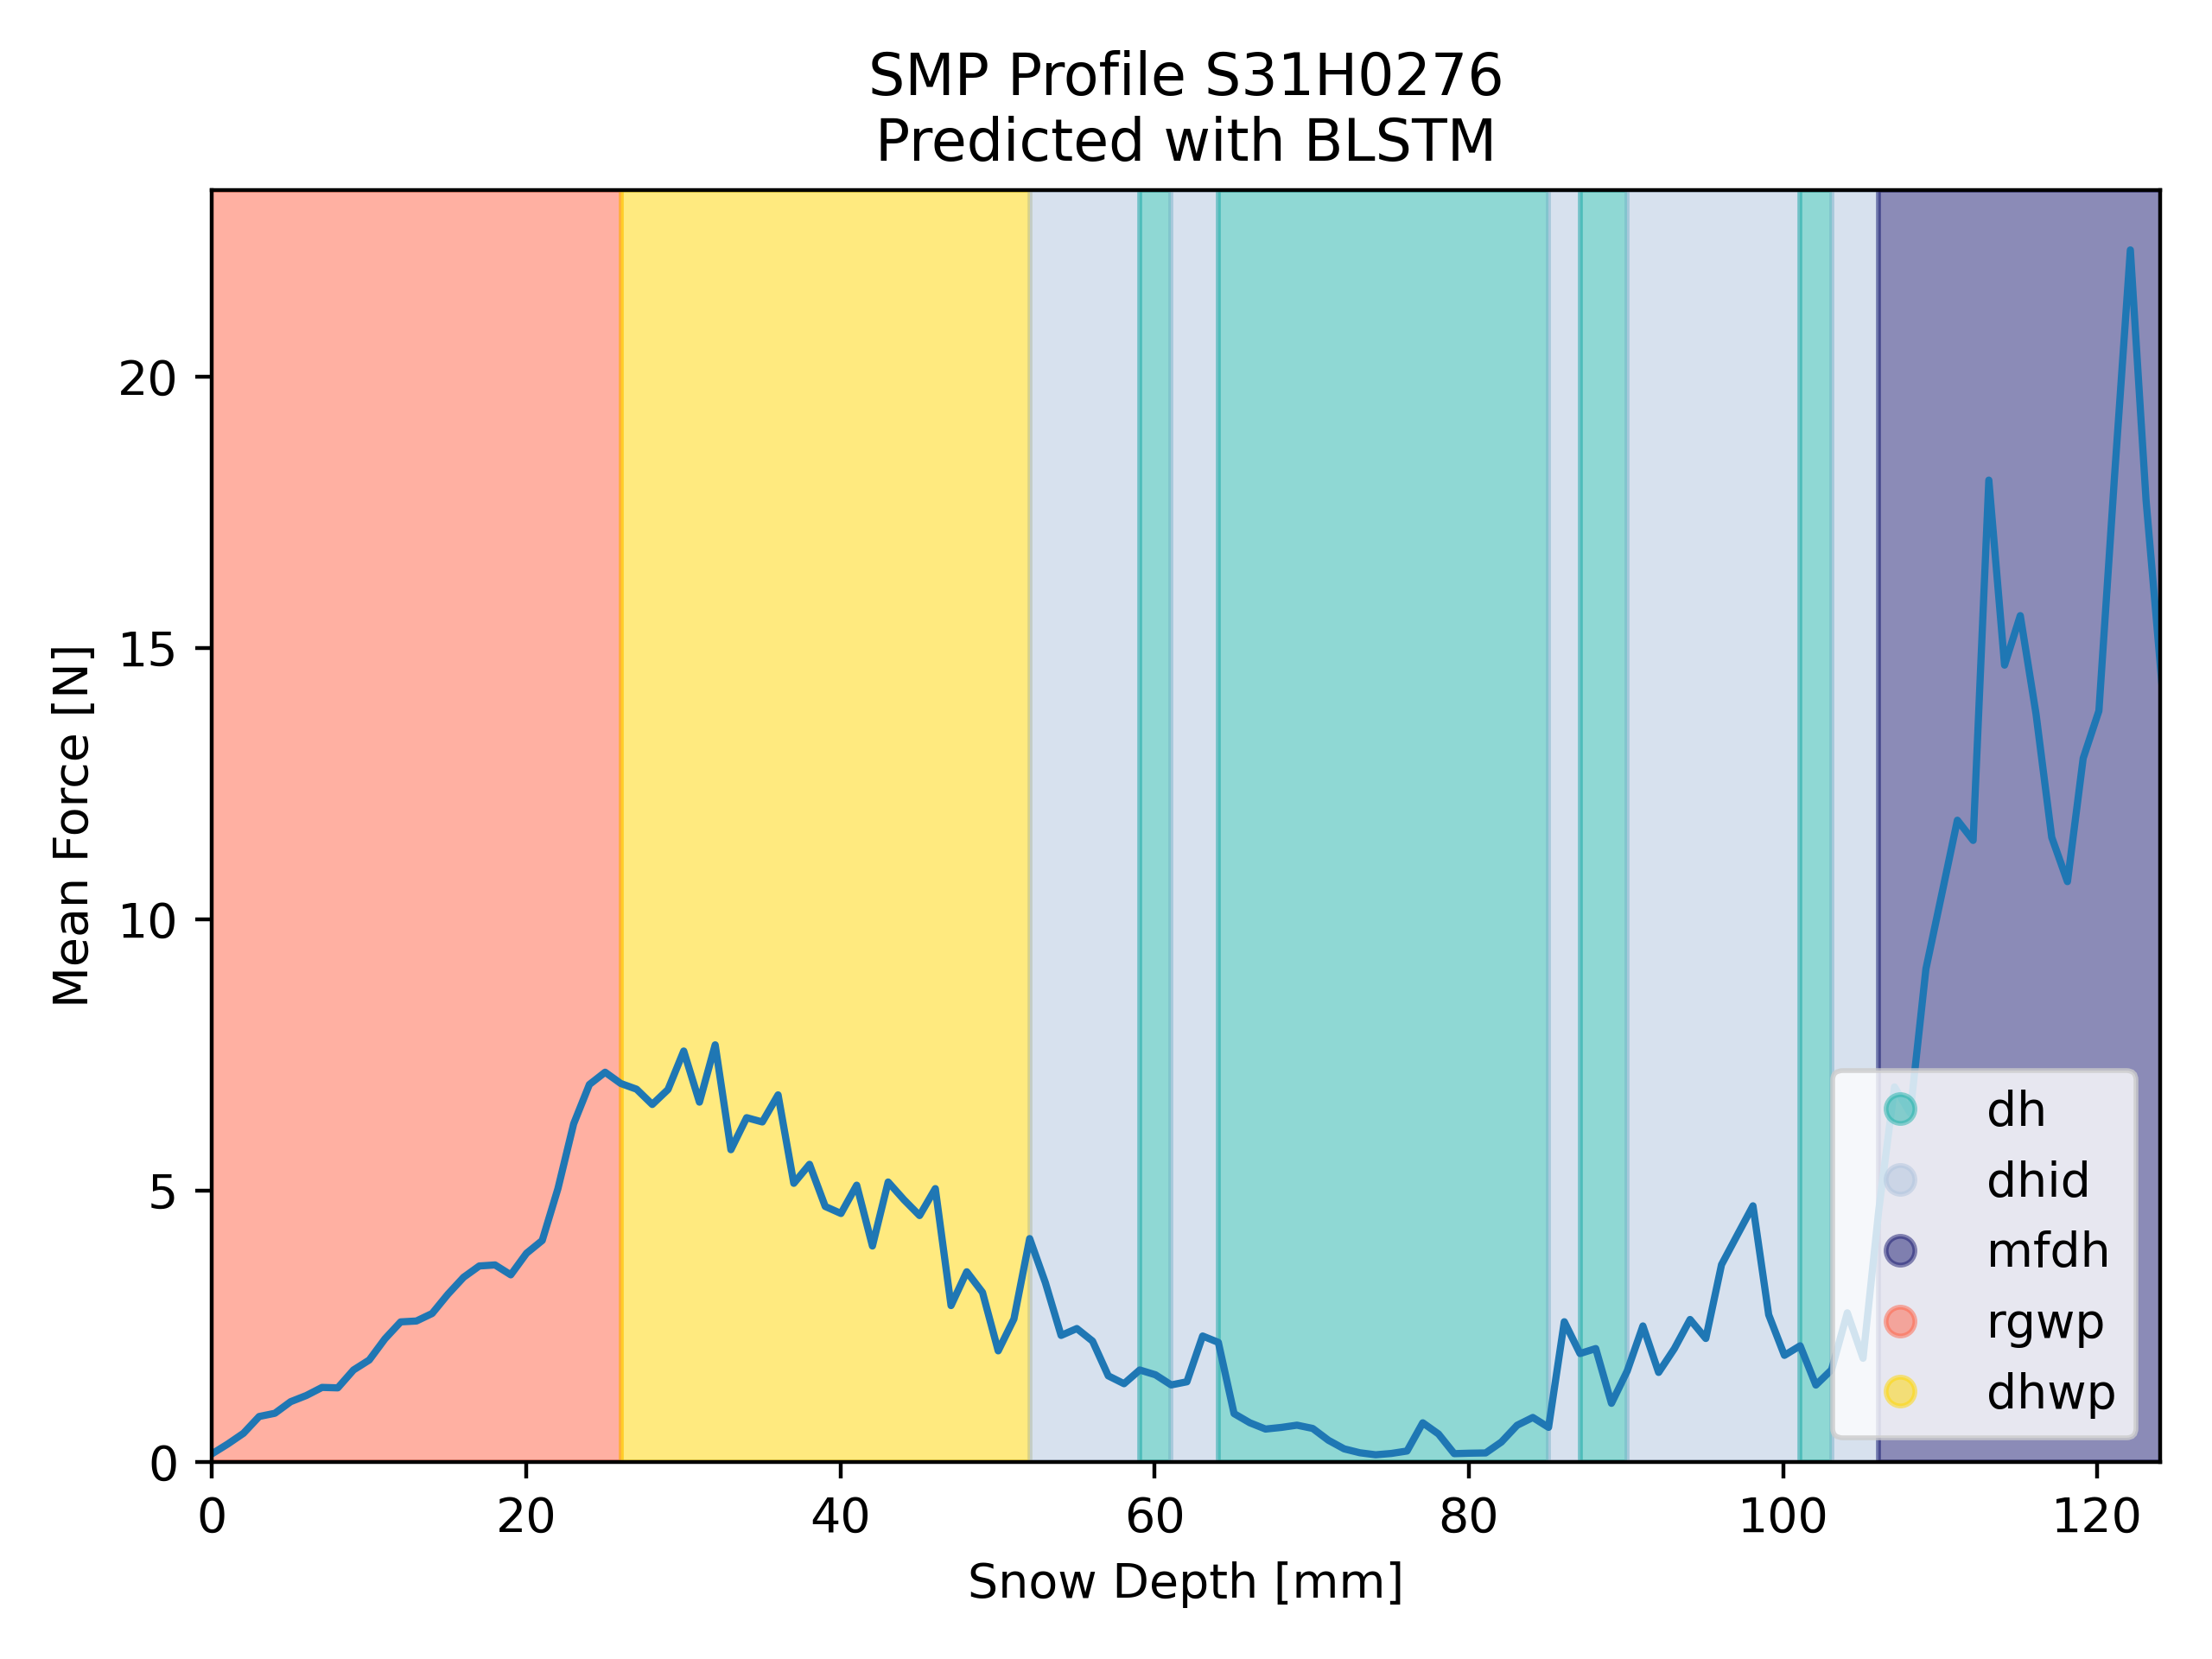 SMP Profile S31H0276
Predicted with BLSTM
Mean Force [N]
20
15
10
5
0
dh
dhid
mfdh
rgwp
dhwp
0 20 40 60 80 100 120
Snow Depth [mm]